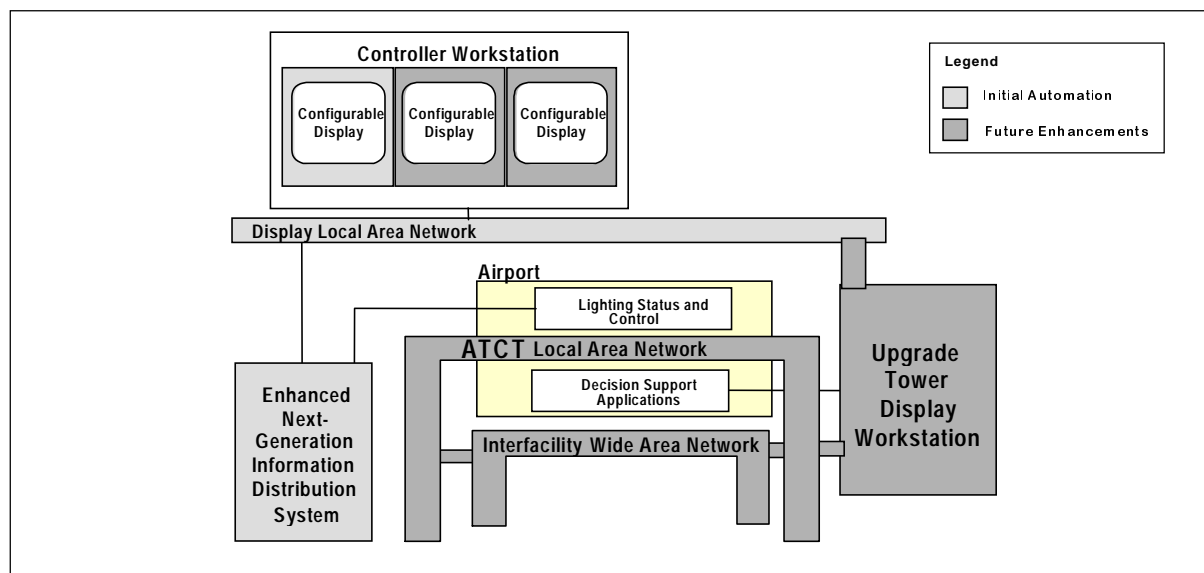 Controller Workstation
Configurable
Display
Configurable
Display
Configurable
Display
Legend
Initial Automation
Future Enhancements
Display Local Area Network
Airport
Lighting Status and
Control
ATCT Local Area Network
Decision Support
Applications
Interfacility Wide Area Network
Enhanced
Next-
Generation
Information
Distribution
System
Upgrade
Tower
Display
Workstation